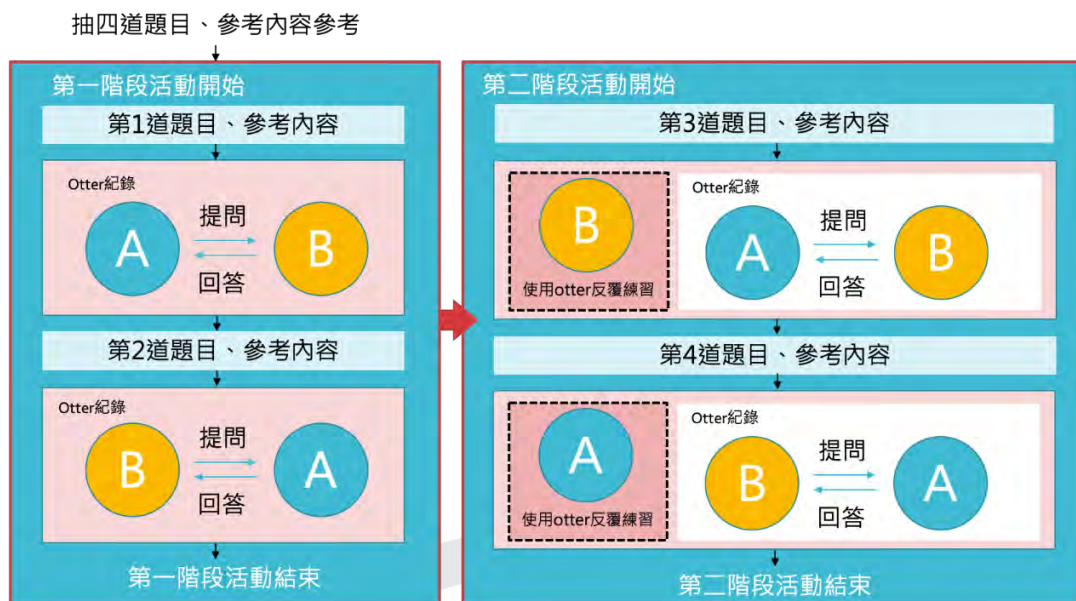 抽四道題目、參考內容參考
第一階段活動開始
第1道題目、參考內容
Otter紀錄
A
提問
回答
B
第2道題目、參考內容
Otter紀錄
B
提問
回答
A
第一階段活動結束
第二階段活動開始
第3道題目、參考內容
B
使用otter反覆練習
Otter紀錄
A
提問
回答
B
第4道題目、參考內容
A
使用otter反覆練習
Otter紀錄
B
提問
回答
A
第二階段活動結束